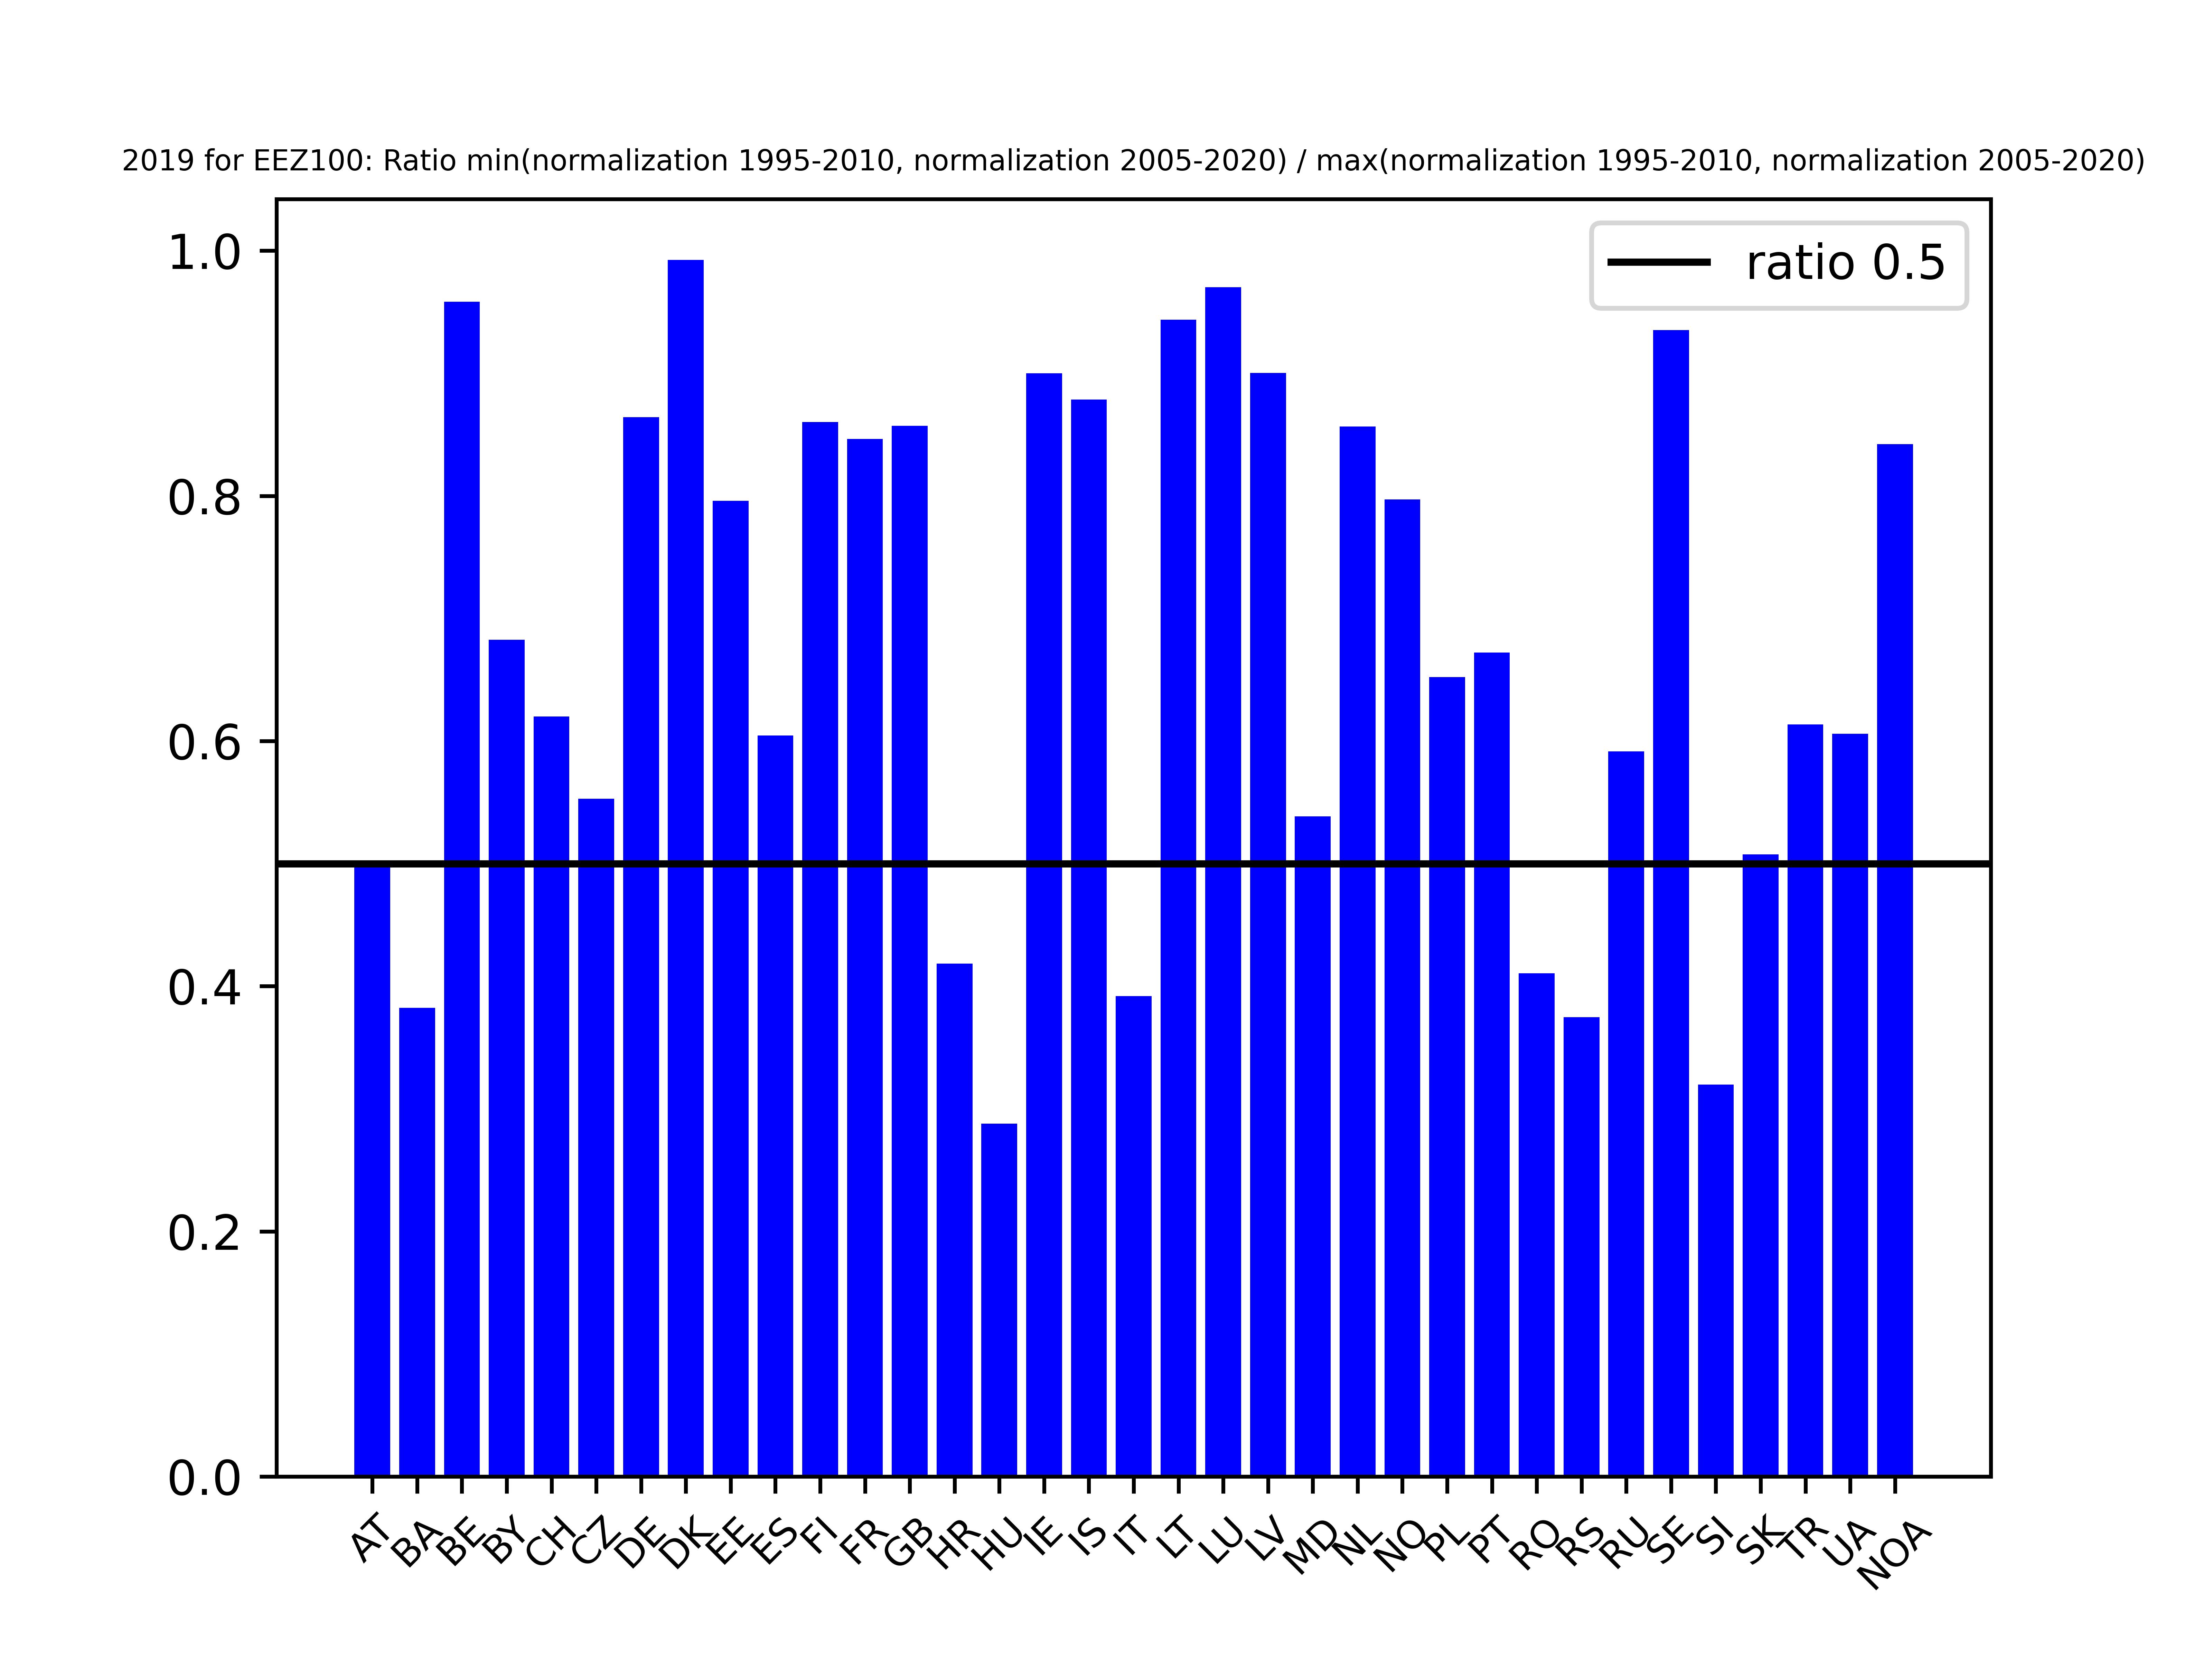 2019 for EEZ100: Ratio min(normalization 1995-2010, normalization 2005-2020) / max(normalization 1995-2010, normalization 2005-2020)
ratio 0.5
1.0
0.8
0.6
0.4
0.2
0.0
AT BA BE BY CH CZ DE DK EE ES FI FR GB HR HU IE IS IT LT LU LV MD NL NO PL PT RO RS RU SE SI SK TR UA NOA